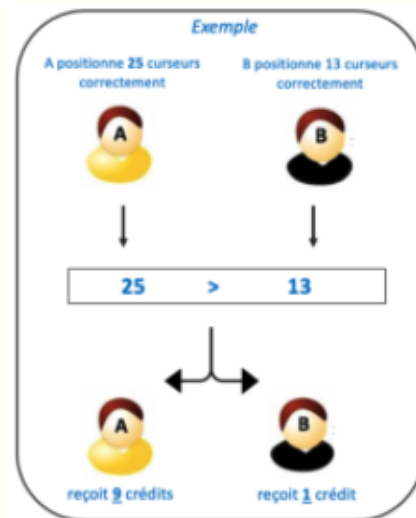 Exemple
A positionne 25 curseurs correctement
B positionne 13 curseurs correctement
A
B
25 > 13
A
B
reçoit 9 crédits
reçoit 1 crédit